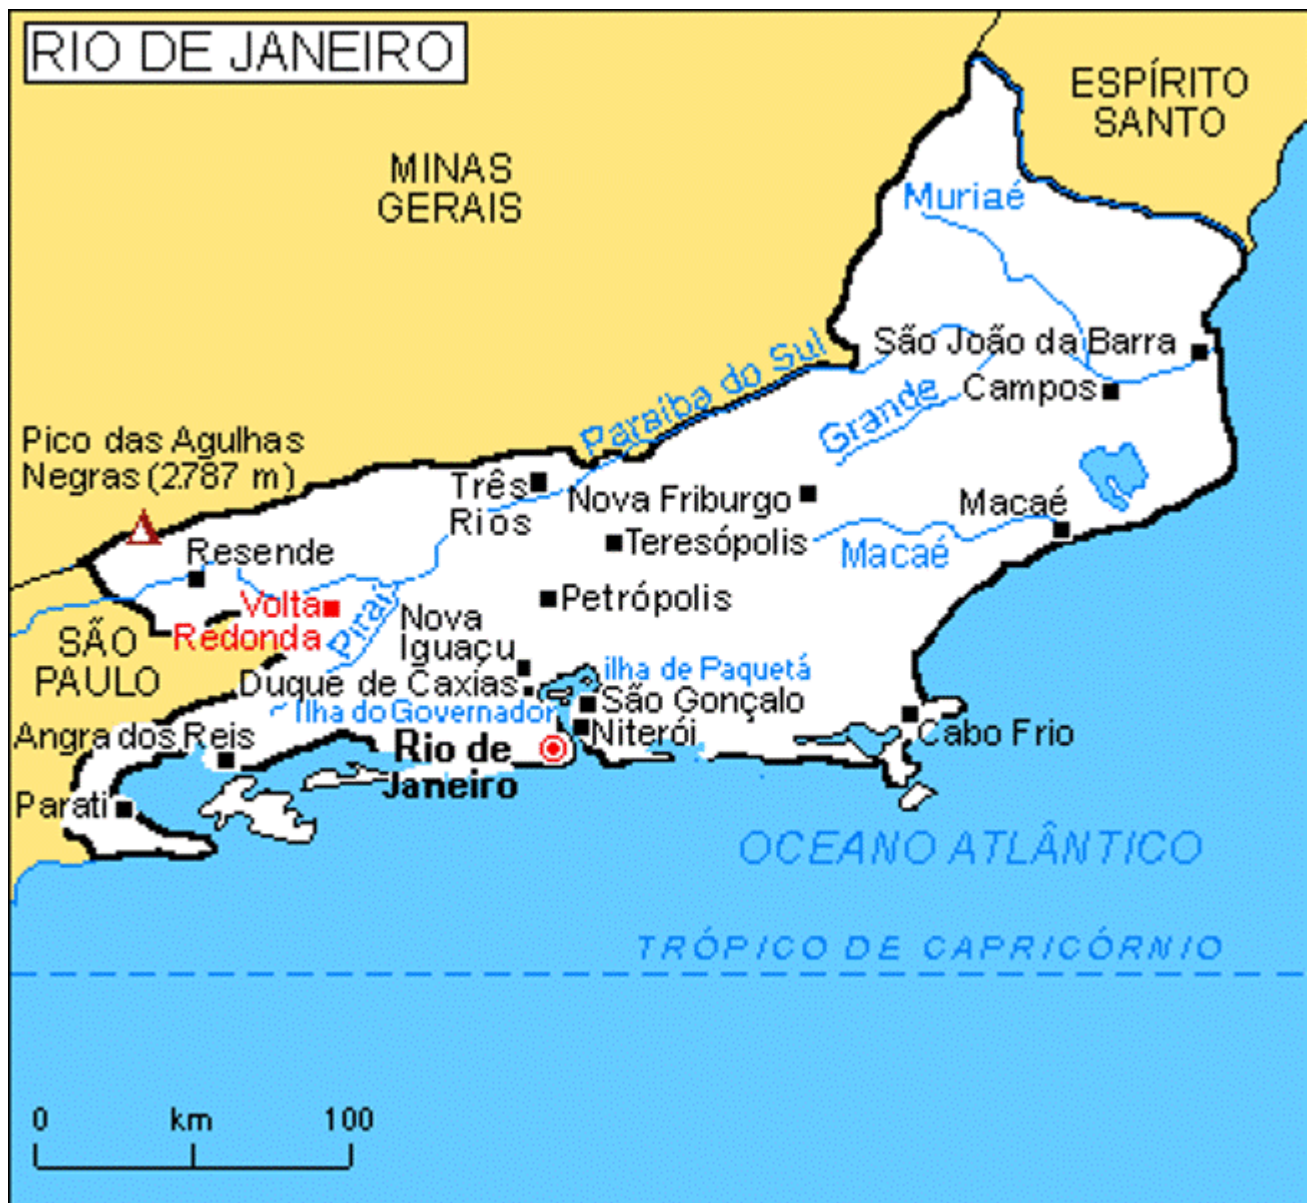 RIO DE JANEIRO
ESPÍRITO
SANTO
MINAS
GERAIS
Muriaé
São João da Barra
Paraíba do Sul
Grande
Campos
Pico das Agulhas
Negras (2787 m)
Três
Rios
Nova Friburgo
Macaé
Teresópolis
Macaé
Resende
Volta
Redonda
Piraí
Petrópolis
Nova
Iguaçu
SÃO
PAULO
ilha de Paquetá
Duque de Caxias
São Gonçalo
Ilha do Governador
Niterói
Angra dos Reis
Rio de
Janeiro
Cabo Frio
Parati
OCEANO ATLÂNTICO
TRÓPICO DE CAPRICÓRNIO
0 km 100